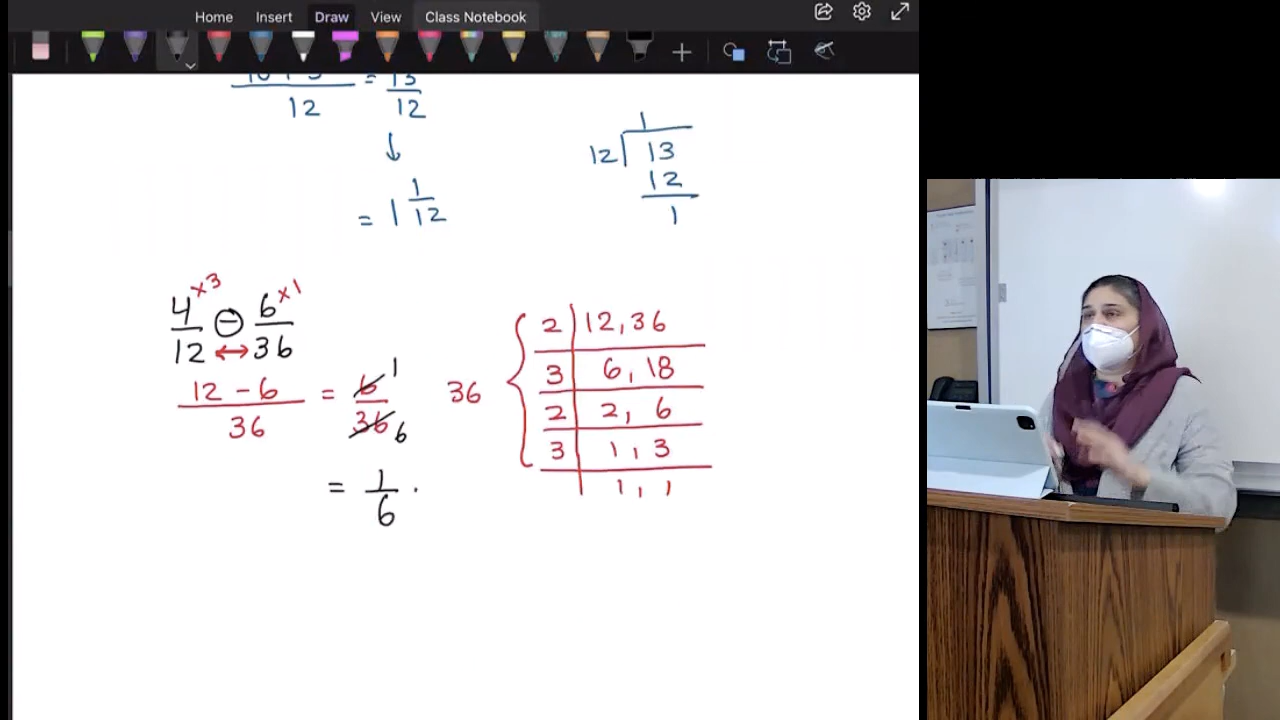 Home Insert Draw View Class Notebook
= 13
12 12
↓
= 1 1/12
1
12 13
12
1
4 ×3 ⊖ 6 ×1
12 ↔ 36
12 - 6 = 6 1
36 36 6
= 1/6 .
36
2 12, 36
3 6, 18
2 2, 6
3 1, 3
1, 1